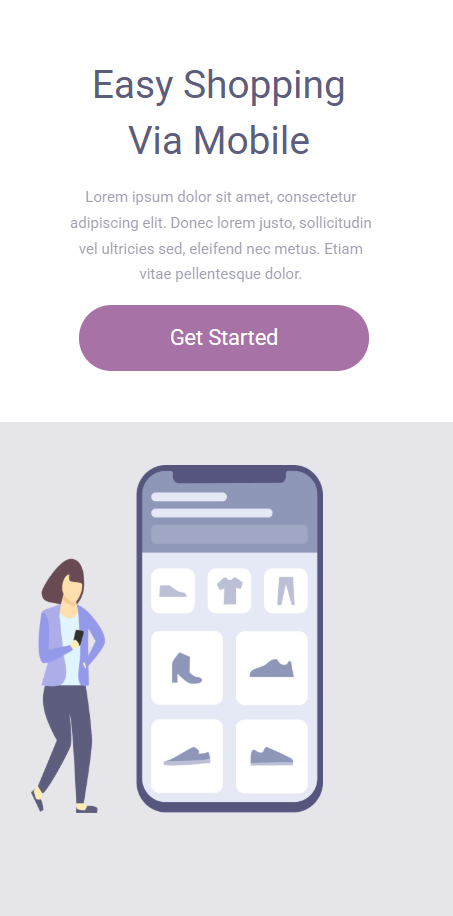 Easy Shopping
Via Mobile
Lorem ipsum dolor sit amet, consectetur
adipiscing elit. Donec lorem justo, sollicitudin
vel ultricies sed, eleifend nec metus. Etiam
vitae pellentesque dolor.
Get Started